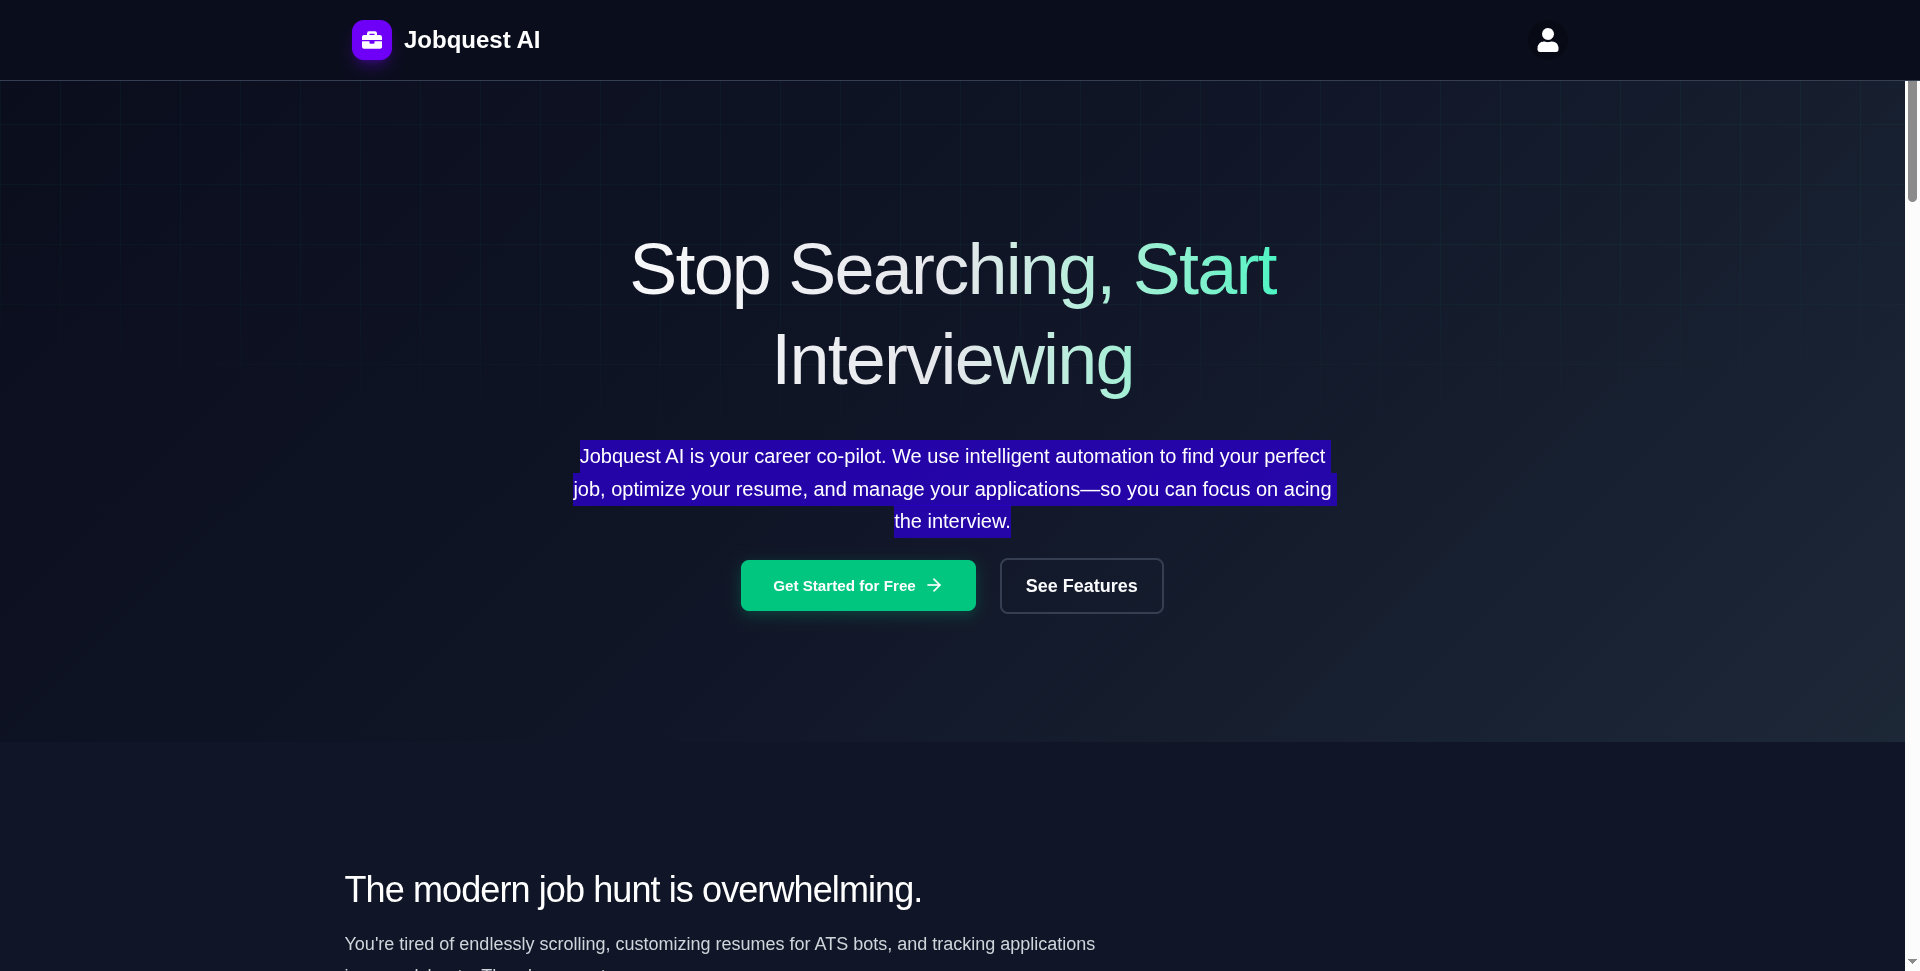 Jobquest AI
Stop Searching, Start
Interviewing
Jobquest AI is your career co-pilot. We use intelligent automation to find your perfect
job, optimize your resume, and manage your applications—so you can focus on acing
the interview.
Get Started for Free
See Features
The modern job hunt is overwhelming.
You're tired of endlessly scrolling, customizing resumes for ATS bots, and tracking applications